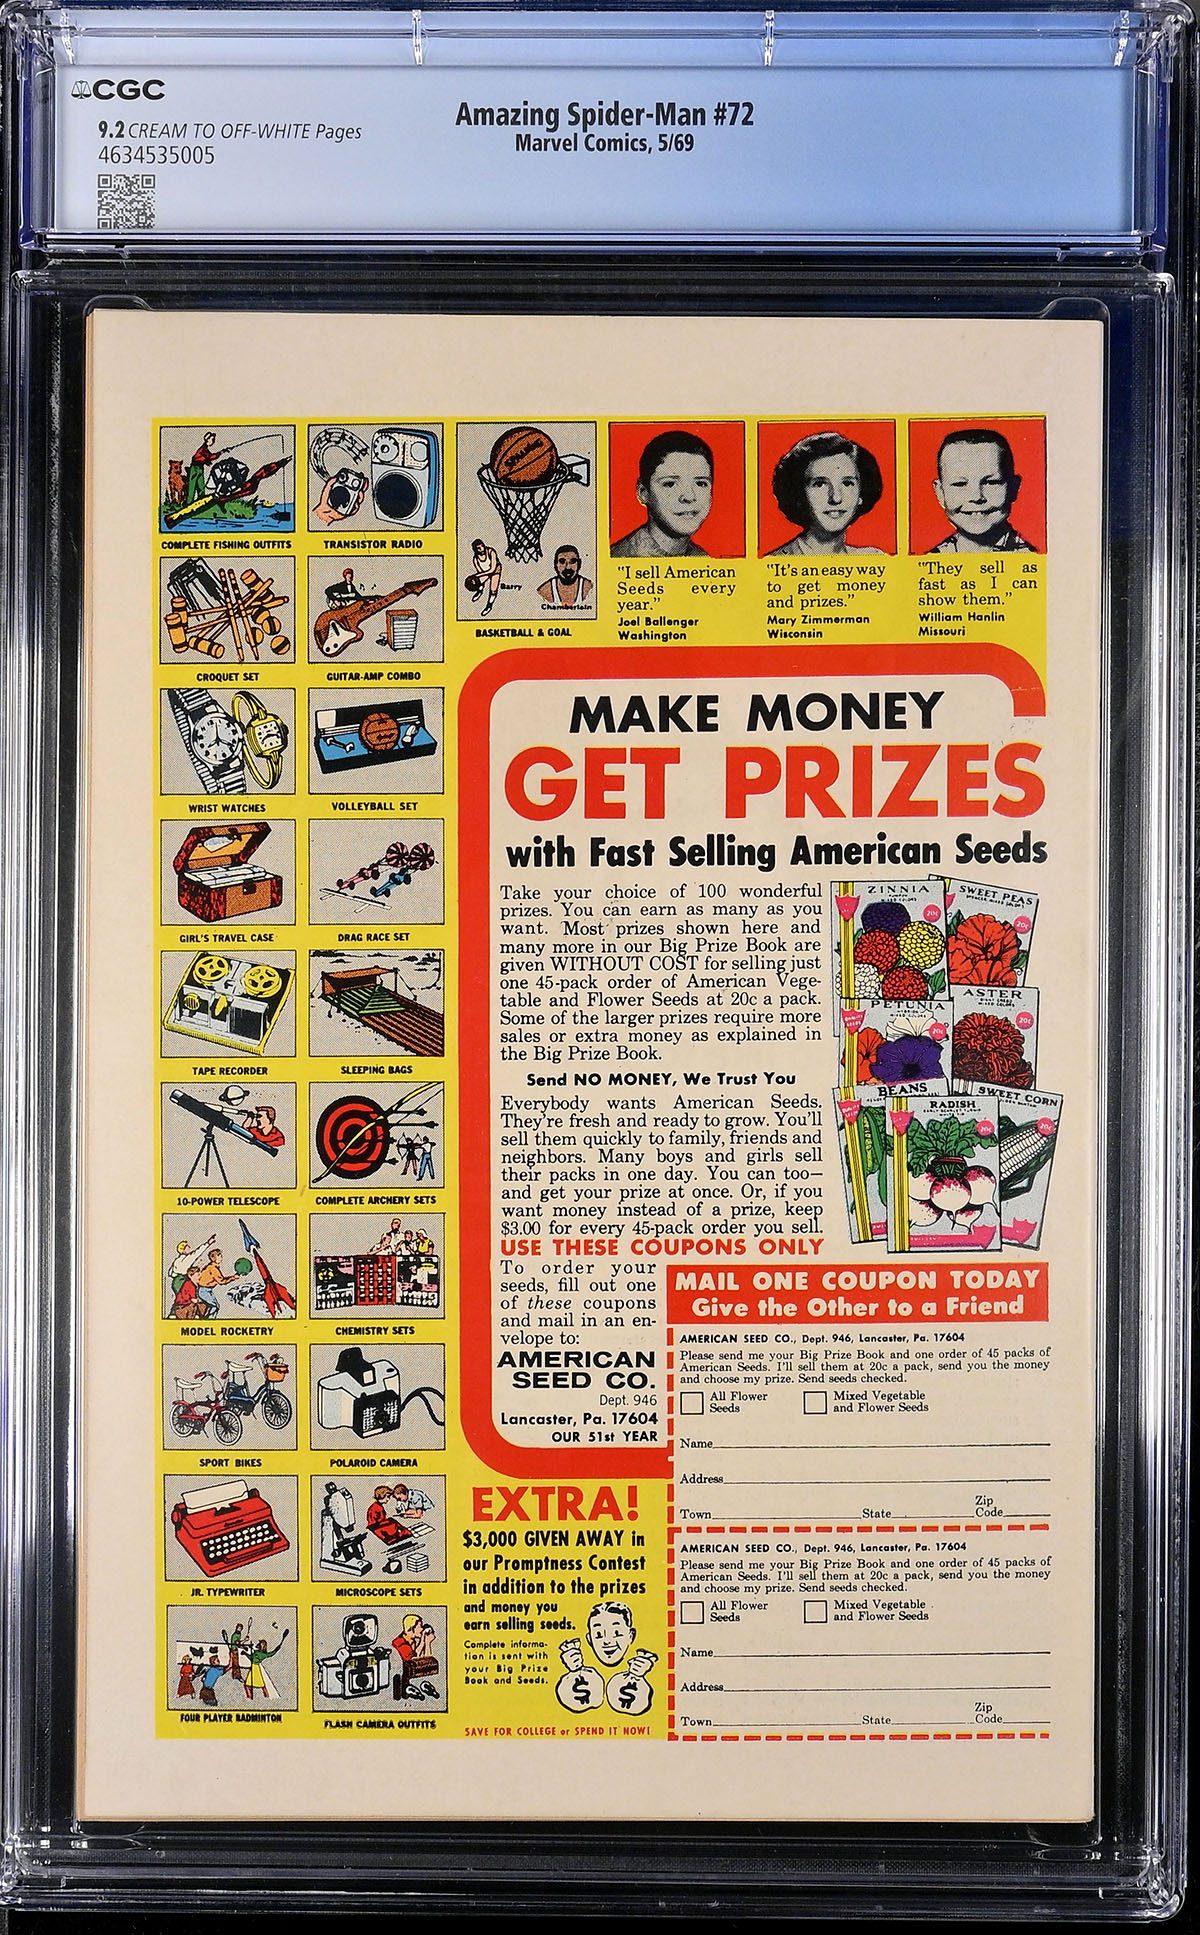 CGC
9.2 CREAM TO OFF-WHITE Pages
4634535005
Amazing Spider-Man #72
Marvel Comics, 5/69
COMPLETE FISHING OUTFITS
TRANSISTOR RADIO
CROQUET SET
GUITAR-AMP COMBO
WRIST WATCHES
VOLLEYBALL SET
GIRL'S TRAVEL CASE
DRAG RACE SET
TAPE RECORDER
SLEEPING BAGS
10-POWER TELESCOPE
COMPLETE ARCHERY SETS
MODEL ROCKETRY
CHEMISTRY SETS
SPORT BIKES
POLAROID CAMERA
JR. TYPEWRITER
MICROSCOPE SETS
FOUR PLAYER BADMINTON
FLASH CAMERA OUTFITS
Barry
Chamberlain
BASKETBALL & GOAL
"I sell American
Seeds every
year."
Joel Ballenger
Washington
"It's an easy way
to get money
and prizes."
Mary Zimmerman
Wisconsin
"They sell as
fast as I can
show them."
William Hanlin
Missouri
MAKE MONEY
GET PRIZES
with Fast Selling American Seeds
Take your choice of 100 wonderful
prizes. You can earn as many as you
want. Most prizes shown here and
many more in our Big Prize Book are
given WITHOUT COST for selling just
one 45-pack order of American Vege-
table and Flower Seeds at 20c a pack.
Some of the larger prizes require more
sales or extra money as explained in
the Big Prize Book.
Send NO MONEY, We Trust You
Everybody wants American Seeds.
They're fresh and ready to grow. You'll
sell them quickly to family, friends and
neighbors. Many boys and girls sell
their packs in one day. You can too—
and get your prize at once. Or, if you
want money instead of a prize, keep
$3.00 for every 45-pack order you sell.
USE THESE COUPONS ONLY
To order your
seeds, fill out one
of these coupons
and mail in an en-
velope to:
AMERICAN
SEED CO.
Dept. 946
Lancaster, Pa. 17604
OUR 51st YEAR
ZINNIA
MIXED COLORS
20c
SWEET PEAS
20c
PETUNIA
MIXED COLORS
20c
ASTER
MIXED COLORS
20c
BEANS
RADISH
20c
SWEET CORN
20c
MAIL ONE COUPON TODAY
Give the Other to a Friend
AMERICAN SEED CO., Dept. 946, Lancaster, Pa. 17604
Please send me your Big Prize Book and one order of 45 packs of
American Seeds. I'll sell them at 20c a pack, send you the money
and choose my prize. Send seeds checked.
All Flower
Seeds
Mixed Vegetable
and Flower Seeds
Name
Address
Town State Zip Code
AMERICAN SEED CO., Dept. 946, Lancaster, Pa. 17604
Please send me your Big Prize Book and one order of 45 packs of
American Seeds. I'll sell them at 20c a pack, send you the money
and choose my prize. Send seeds checked.
All Flower
Seeds
Mixed Vegetable
and Flower Seeds
Name
Address
Town State Zip Code
EXTRA!
$3,000 GIVEN AWAY in
our Promptness Contest
in addition to the prizes
and money you
earn selling seeds.
Complete informa-
tion is sent with
your Big Prize
Book and Seeds.
$ $
SAVE FOR COLLEGE or SPEND IT NOW!